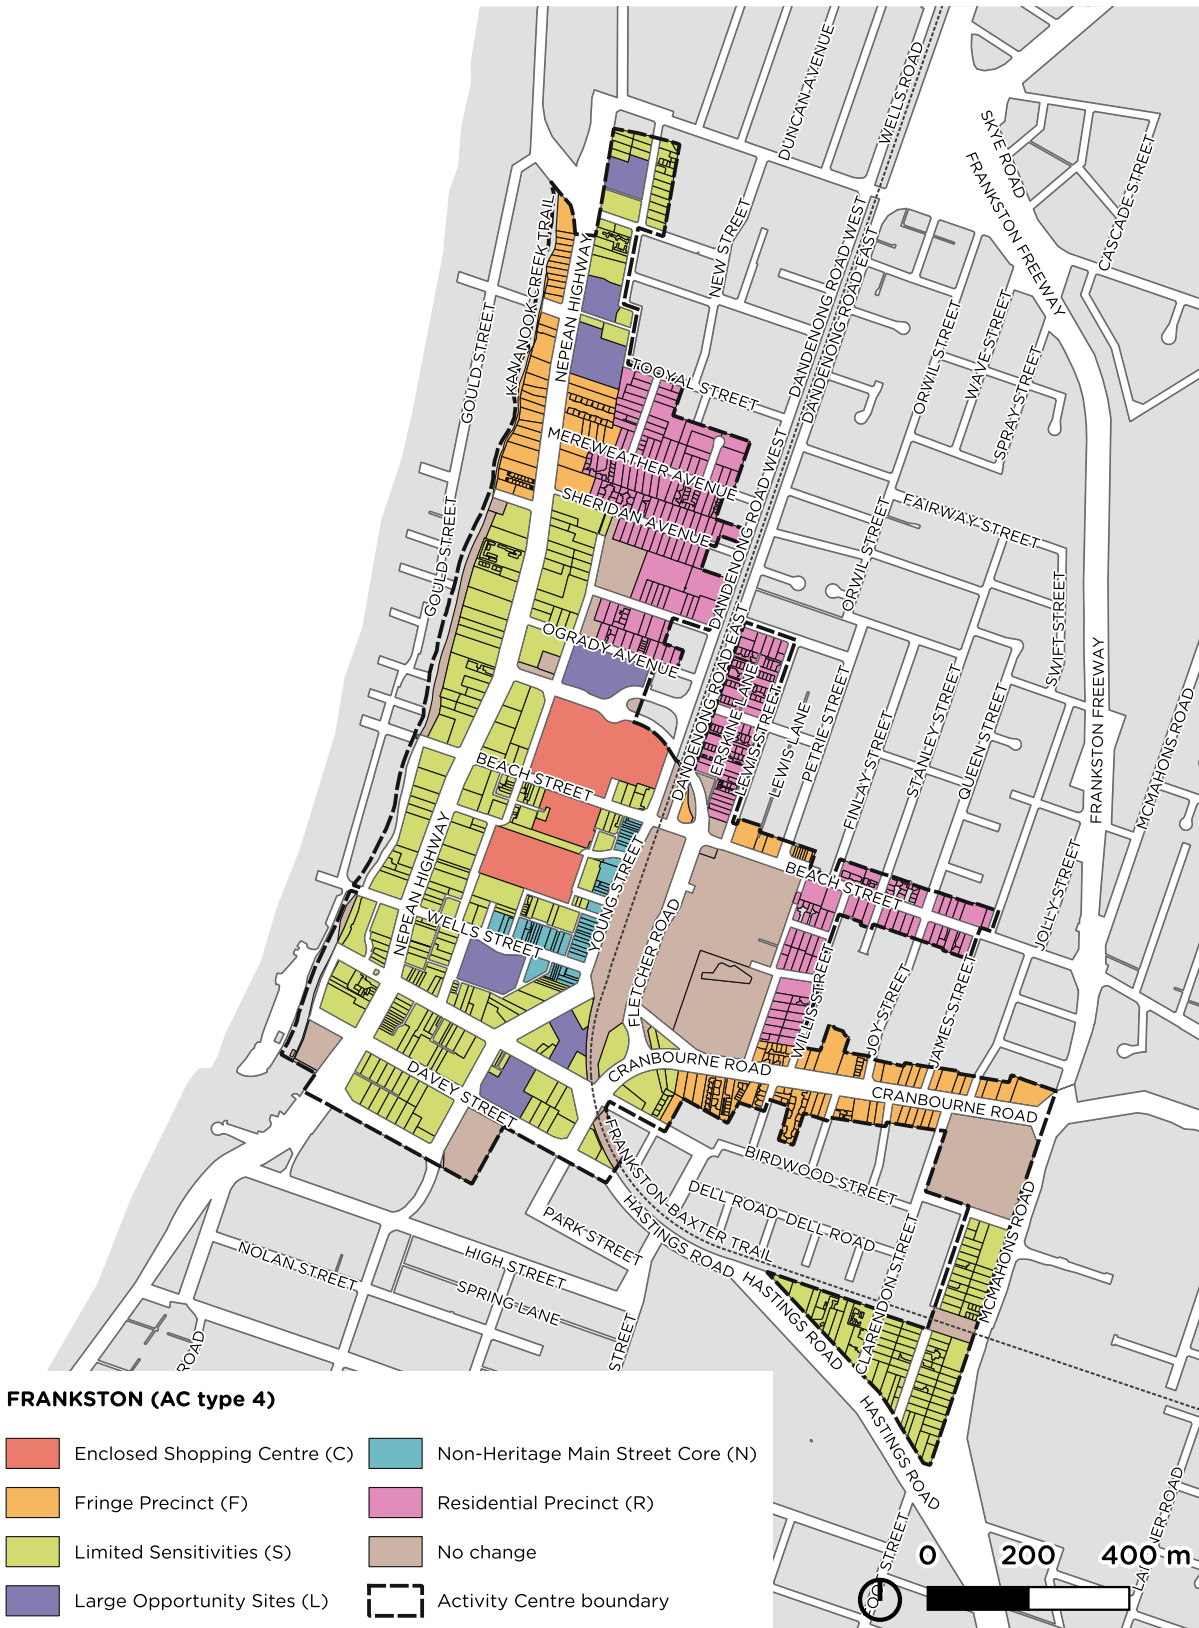 DUNCAN AVENUE
WELLS ROAD
SKYE ROAD
FRANKSTON FREEWAY
CASCADE STREET
KANANOOK CREEK TRAIL
NEPEAN HIGHWAY
NEW STREET
DANDENONG ROAD WEST
DANDENONG ROAD EAST
GOULD STREET
ORWIL STREET
WAVE STREET
SPRAY STREET
TOOYAL STREET
MEREWEATHER AVENUE
SHERIDAN AVENUE
DANDENONG ROAD WEST
FAIRWAY STREET
GOULD STREET
ORWIL STREET
SWIFT STREET
OGRADY AVENUE
DANDENONG ROAD EAST
ERSKINE LANE
LEWIS STREET
LEWIS LANE
PETRIE STREET
FINLAY STREET
STANLEY STREET
QUEEN STREET
FRANKSTON FREEWAY
MCMAHONS ROAD
BEACH STREET
NEPEAN HIGHWAY
YOUNG STREET
BEACH STREET
JOLLY STREET
WELLS STREET
FLETCHER ROAD
WILLIS STREET
JOY STREET
JAMES STREET
CRANBOURNE ROAD
CRANBOURNE ROAD
DAVEY STREET
FRANKSTON-BAXTER TRAIL
BIRDWOOD STREET
DELL ROAD
DELL ROAD
HASTINGS ROAD
PARK STREET
HIGH STREET
NOLAN STREET
SPRING LANE
STREET
ROAD
CLARENDON STREET
MCMAHONS ROAD
HASTINGS ROAD
HASTINGS ROAD
STREET
NER ROAD
FRANKSTON (AC type 4)
Enclosed Shopping Centre (C)
Fringe Precinct (F)
Limited Sensitivities (S)
Large Opportunity Sites (L)
Non-Heritage Main Street Core (N)
Residential Precinct (R)
No change
Activity Centre boundary
0 200 400 m